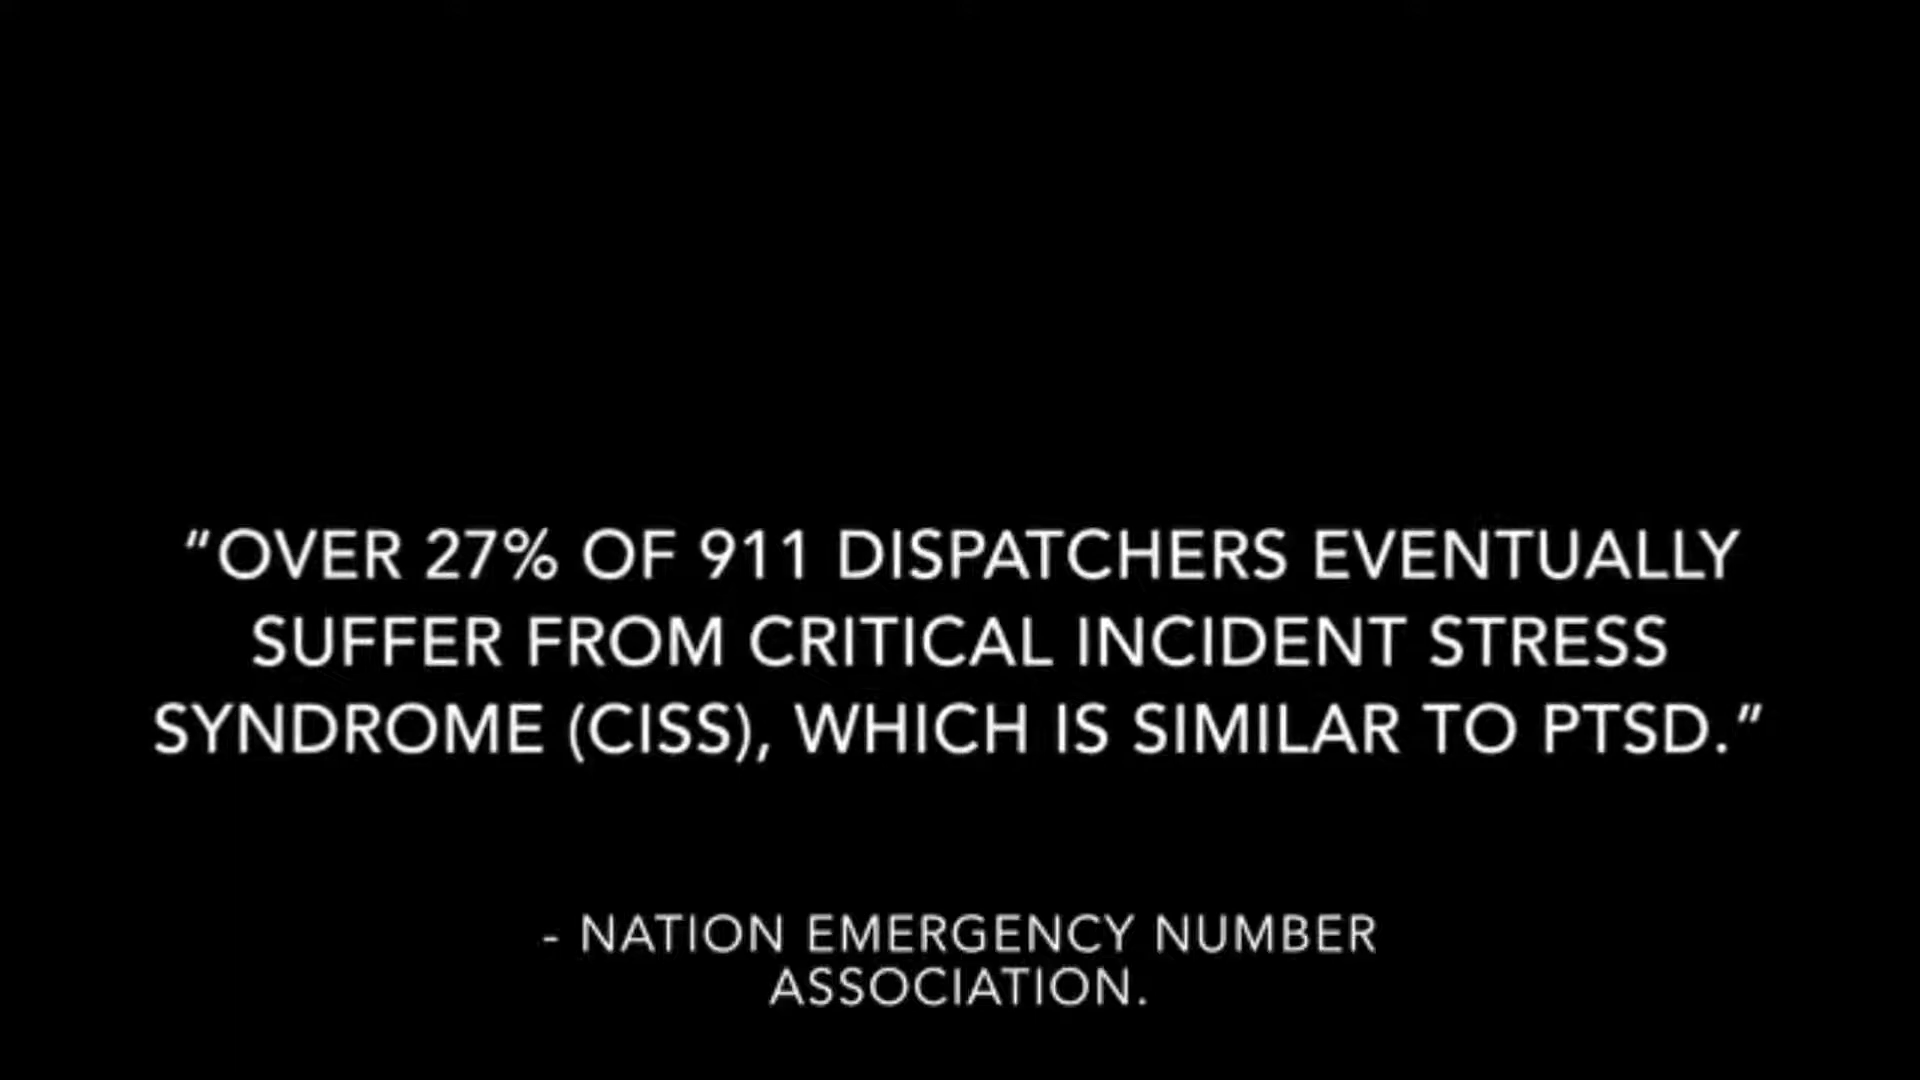 “OVER 27% OF 911 DISPATCHERS EVENTUALLY
SUFFER FROM CRITICAL INCIDENT STRESS
SYNDROME (CISS), WHICH IS SIMILAR TO PTSD.”
- NATION EMERGENCY NUMBER
ASSOCIATION.